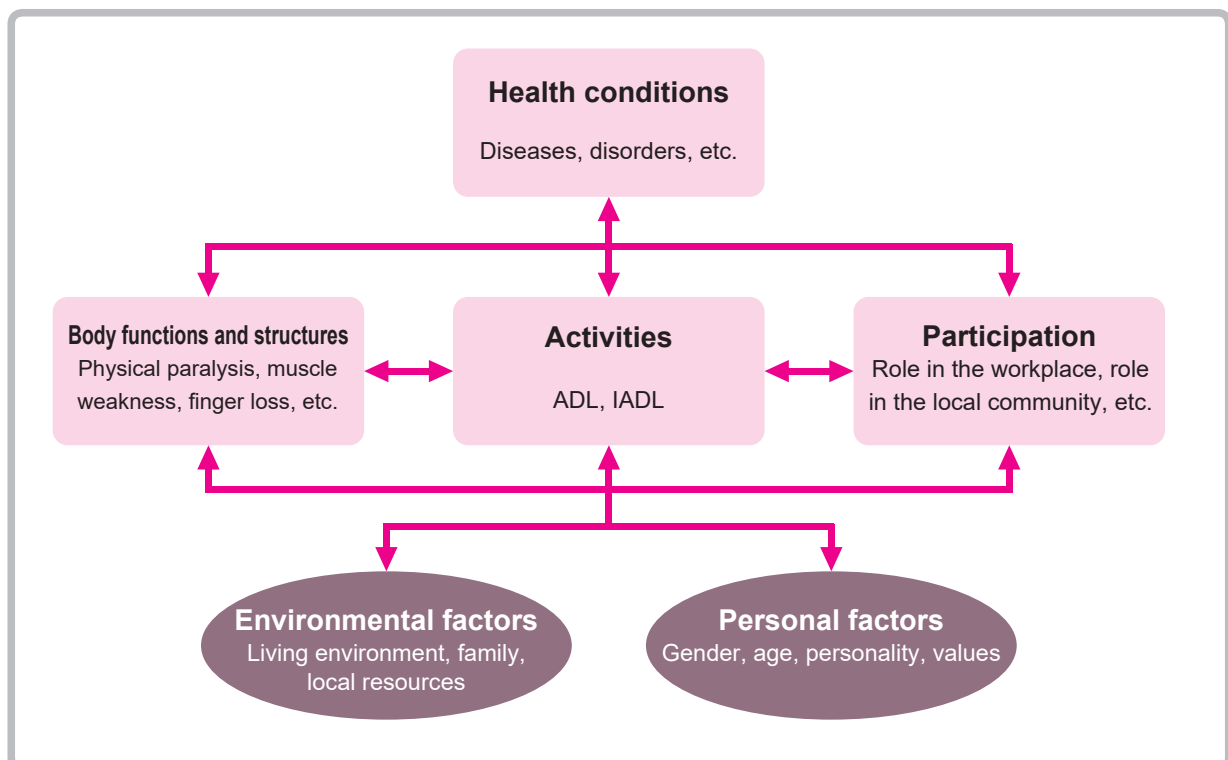 Health conditions
Diseases, disorders, etc.
Body functions and structures
Physical paralysis, muscle
weakness, finger loss, etc.
Activities
ADL, IADL
Participation
Role in the workplace, role
in the local community, etc.
Environmental factors
Living environment, family,
local resources
Personal factors
Gender, age, personality, values